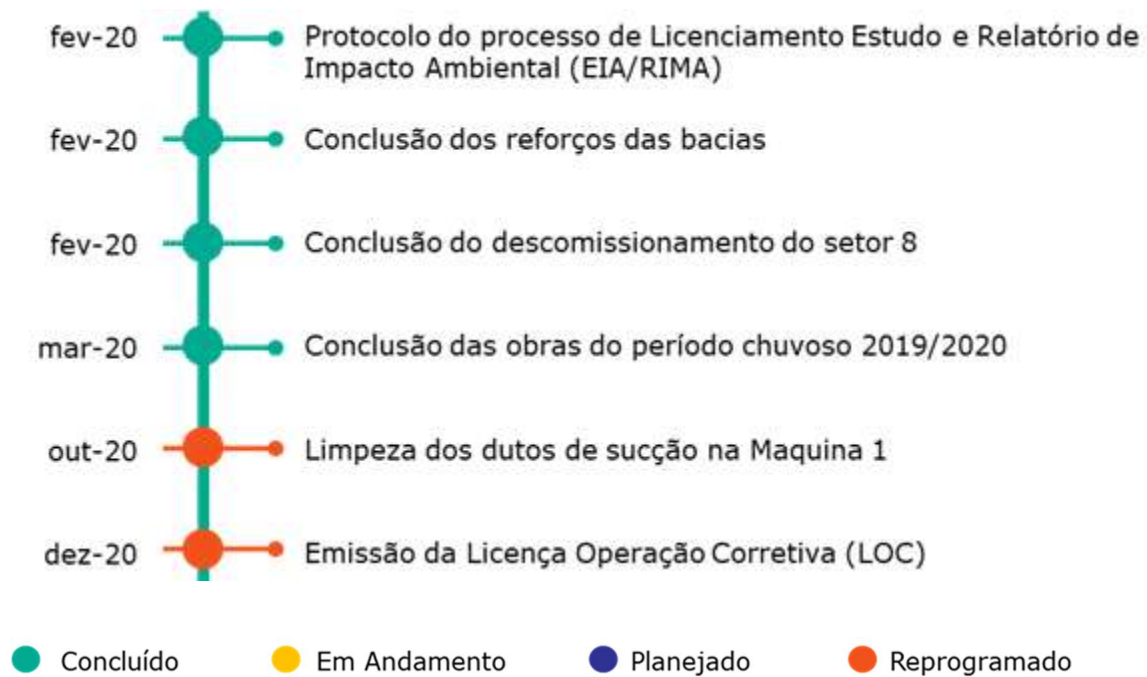 fev-20 Protocolo do processo de Licenciamento Estudo e Relatório de
Impacto Ambiental (EIA/RIMA)
fev-20 Conclusão dos reforços das bacias
fev-20 Conclusão do descomissionamento do setor 8
mar-20 Conclusão das obras do período chuvoso 2019/2020
out-20 Limpeza dos dutos de sucção na Maquina 1
dez-20 Emissão da Licença Operação Corretiva (LOC)
Concluído Em Andamento Planejado Reprogramado